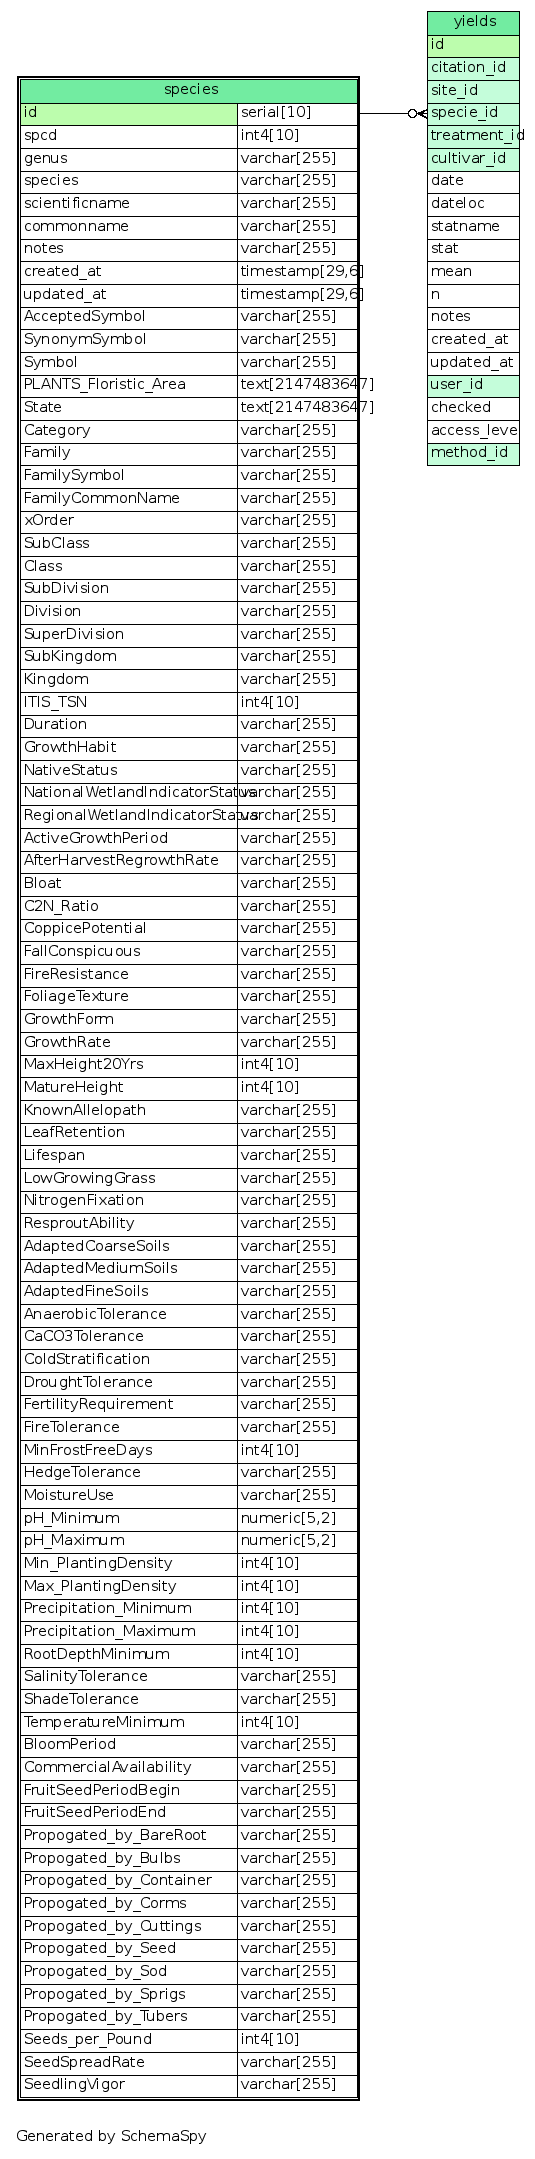 yields
id
citation_id
site_id
specie_id
treatment_id
cultivar_id
date
dateloc
statname
stat
mean
n
notes
created_at
updated_at
user_id
checked
access_leve
method_id
species
id serial[10]
spcd int4[10]
genus varchar[255]
species varchar[255]
scientificname varchar[255]
commonname varchar[255]
notes varchar[255]
created_at timestamp[29,6]
updated_at timestamp[29,6]
AcceptedSymbol varchar[255]
SynonymSymbol varchar[255]
Symbol varchar[255]
PLANTS_Floristic_Area text[2147483647]
State text[2147483647]
Category varchar[255]
Family varchar[255]
FamilySymbol varchar[255]
FamilyCommonName varchar[255]
xOrder varchar[255]
SubClass varchar[255]
Class varchar[255]
SubDivision varchar[255]
Division varchar[255]
SuperDivision varchar[255]
SubKingdom varchar[255]
Kingdom varchar[255]
ITIS_TSN int4[10]
Duration varchar[255]
GrowthHabit varchar[255]
NativeStatus varchar[255]
NationalWetlandIndicatorStatus varchar[255]
RegionalWetlandIndicatorStatus varchar[255]
ActiveGrowthPeriod varchar[255]
AfterHarvestRegrowthRate varchar[255]
Bloat varchar[255]
C2N_Ratio varchar[255]
CoppicePotential varchar[255]
FallConspicuous varchar[255]
FireResistance varchar[255]
FoliageTexture varchar[255]
GrowthForm varchar[255]
GrowthRate varchar[255]
MaxHeight20Yrs int4[10]
MatureHeight int4[10]
KnownAllelopath varchar[255]
LeafRetention varchar[255]
Lifespan varchar[255]
LowGrowingGrass varchar[255]
NitrogenFixation varchar[255]
ResproutAbility varchar[255]
AdaptedCoarseSoils varchar[255]
AdaptedMediumSoils varchar[255]
AdaptedFineSoils varchar[255]
AnaerobicTolerance varchar[255]
CaCO3Tolerance varchar[255]
ColdStratification varchar[255]
DroughtTolerance varchar[255]
FertilityRequirement varchar[255]
FireTolerance varchar[255]
MinFrostFreeDays int4[10]
HedgeTolerance varchar[255]
MoistureUse varchar[255]
pH_Minimum numeric[5,2]
pH_Maximum numeric[5,2]
Min_PlantingDensity int4[10]
Max_PlantingDensity int4[10]
Precipitation_Minimum int4[10]
Precipitation_Maximum int4[10]
RootDepthMinimum int4[10]
SalinityTolerance varchar[255]
ShadeTolerance varchar[255]
TemperatureMinimum int4[10]
BloomPeriod varchar[255]
CommercialAvailability varchar[255]
FruitSeedPeriodBegin varchar[255]
FruitSeedPeriodEnd varchar[255]
Propogated_by_BareRoot varchar[255]
Propogated_by_Bulbs varchar[255]
Propogated_by_Container varchar[255]
Propogated_by_Corms varchar[255]
Propogated_by_Cuttings varchar[255]
Propogated_by_Seed varchar[255]
Propogated_by_Sod varchar[255]
Propogated_by_Sprigs varchar[255]
Propogated_by_Tubers varchar[255]
Seeds_per_Pound int4[10]
SeedSpreadRate varchar[255]
SeedlingVigor varchar[255]
Generated by SchemaSpy